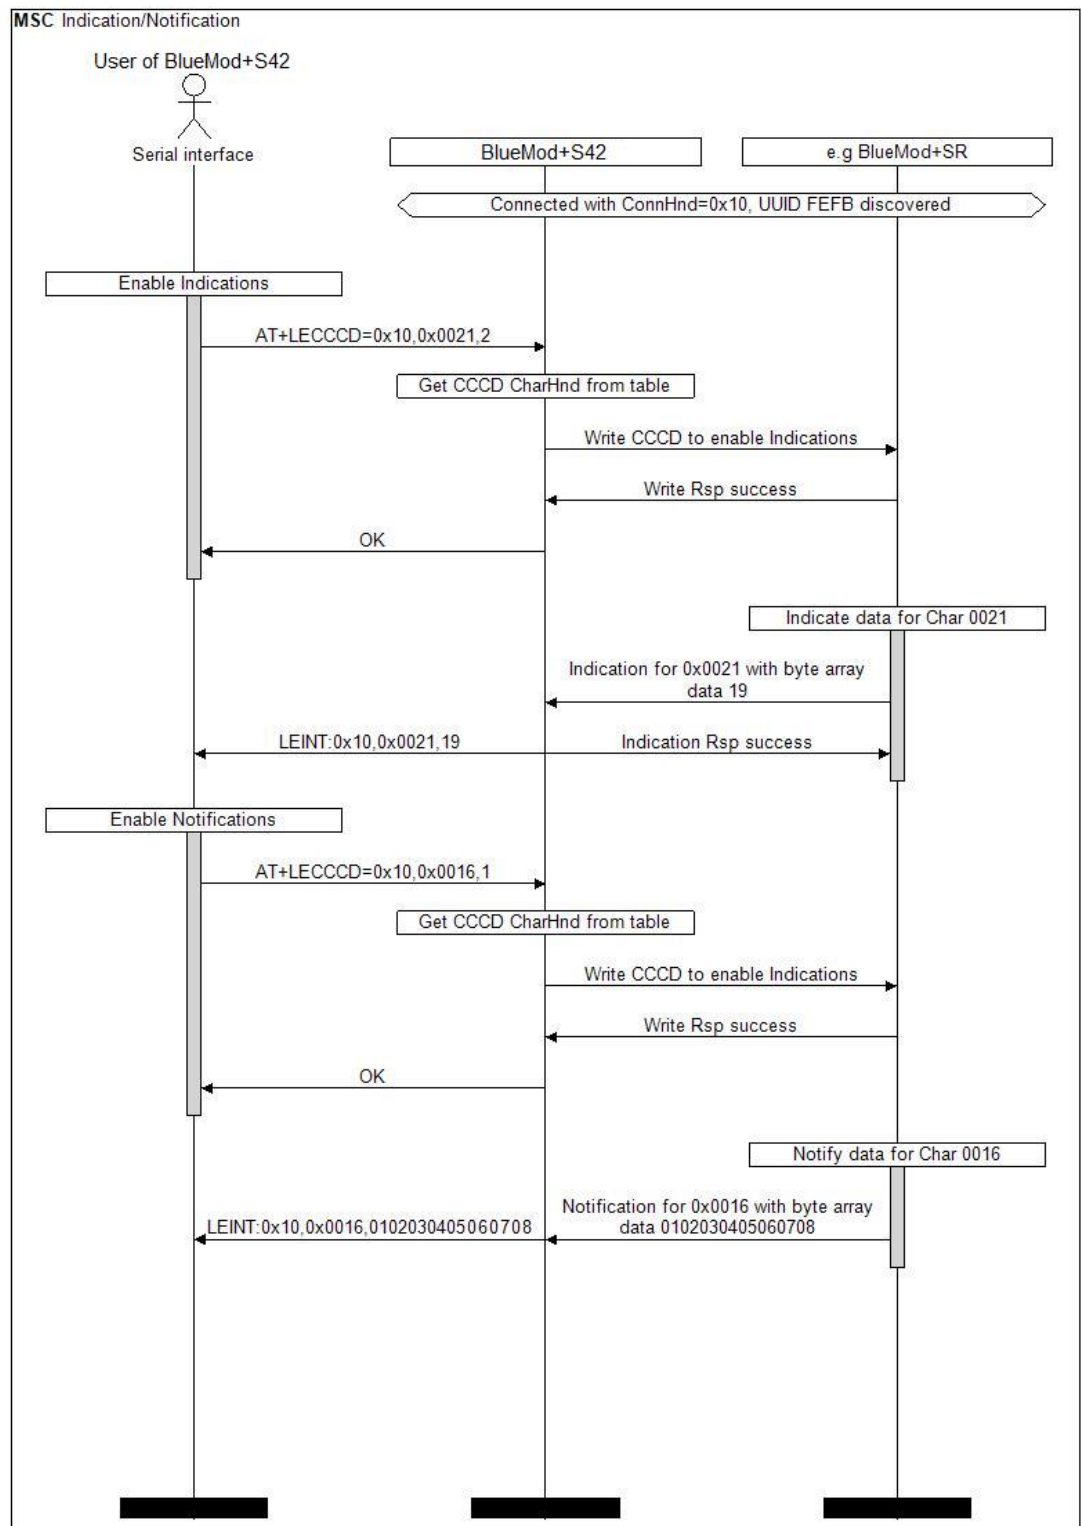 MSC Indication/Notification
User of BlueMod+S42
Serial interface
BlueMod+S42
e.g BlueMod+SR
Connected with ConnHnd=0x10, UUID FEFB discovered
Enable Indications
AT+LECCCD=0x10,0x0021,2
Get CCCD CharHnd from table
Write CCCD to enable Indications
Write Rsp success
OK
Indicate data for Char 0021
Indication for 0x0021 with byte array
data 19
LEINT:0x10,0x0021,19
Indication Rsp success
Enable Notifications
AT+LECCCD=0x10,0x0016,1
Get CCCD CharHnd from table
Write CCCD to enable Indications
Write Rsp success
OK
Notify data for Char 0016
Notification for 0x0016 with byte array
data 0102030405060708
LEINT:0x10,0x0016,0102030405060708